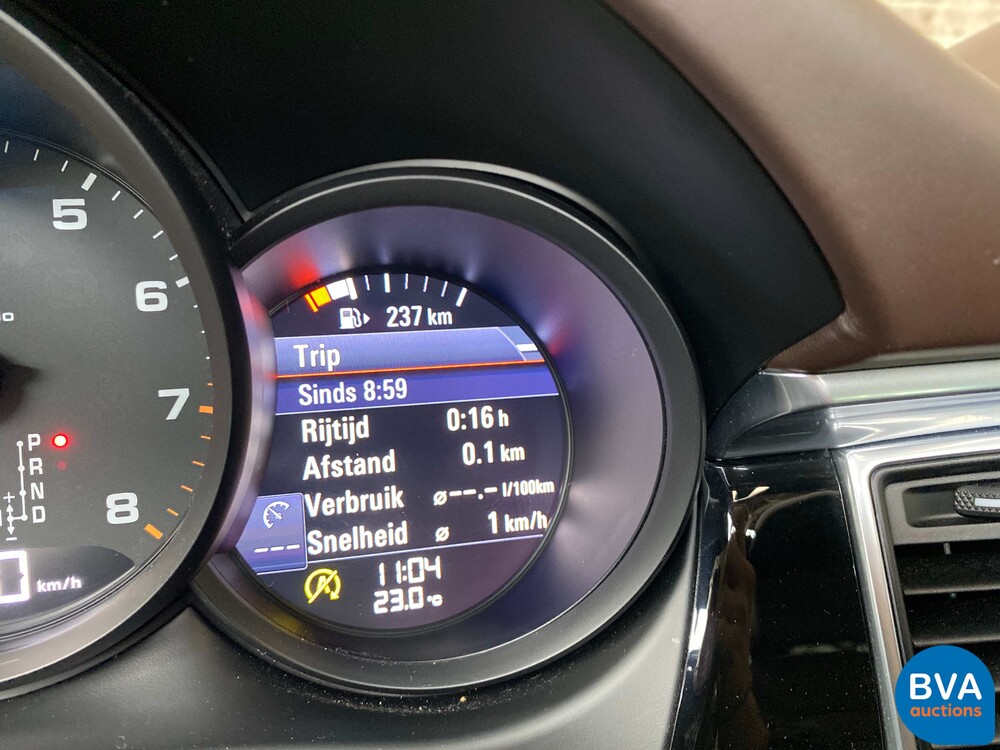 5
6
7
8
P
R
N
D
+
-
km/h
237 km
Trip
Sinds 8:59
Rijtijd 0:16 h
Afstand 0.1 km
Verbruik ø--.- l/100km
Snelheid ø 1 km/h
---
A
11:04
23.0 °C
BVA
auctions